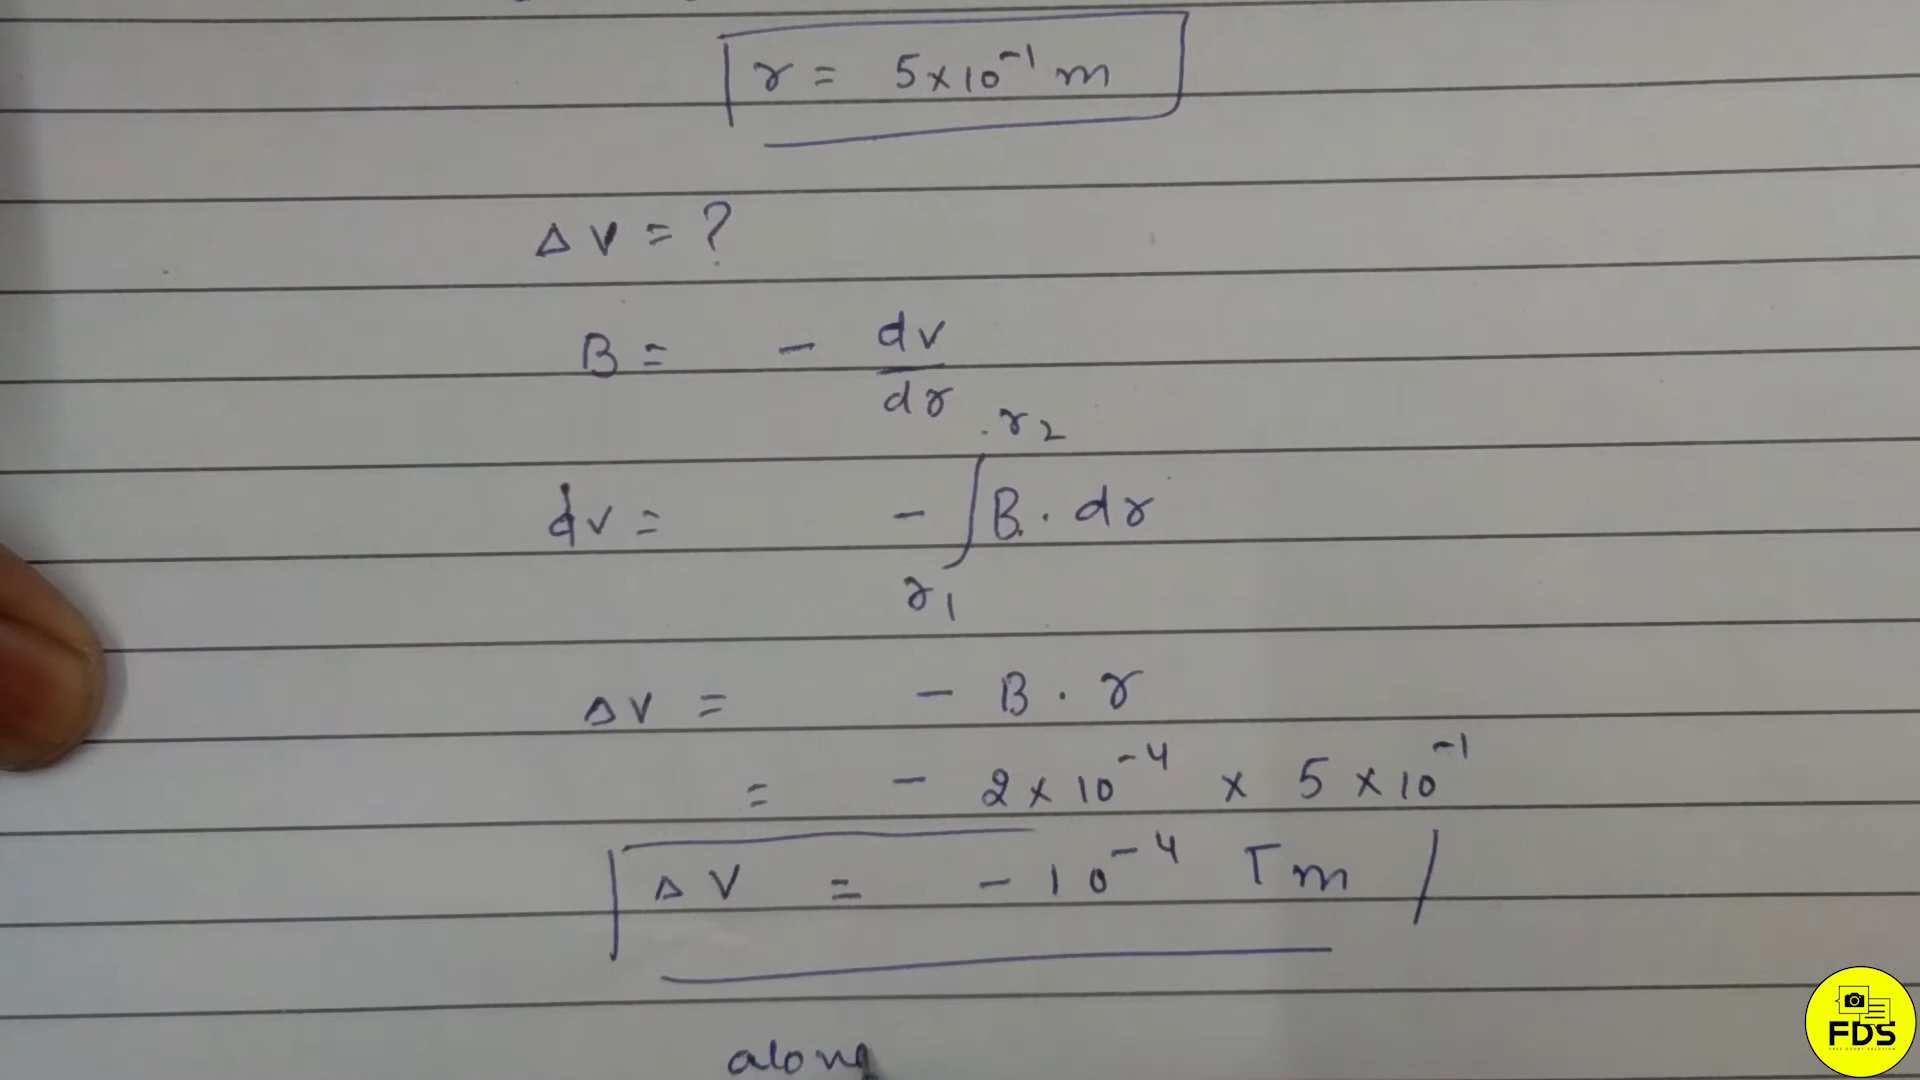 r = 5×10⁻¹ m
Δv = ?
B = - dv
dr
r2
dv = - ∫ B. dr
r1
Δv = - B . r
= - 2×10⁻⁴ × 5×10⁻¹
ΔV = - 10⁻⁴ Tm
along
FDS